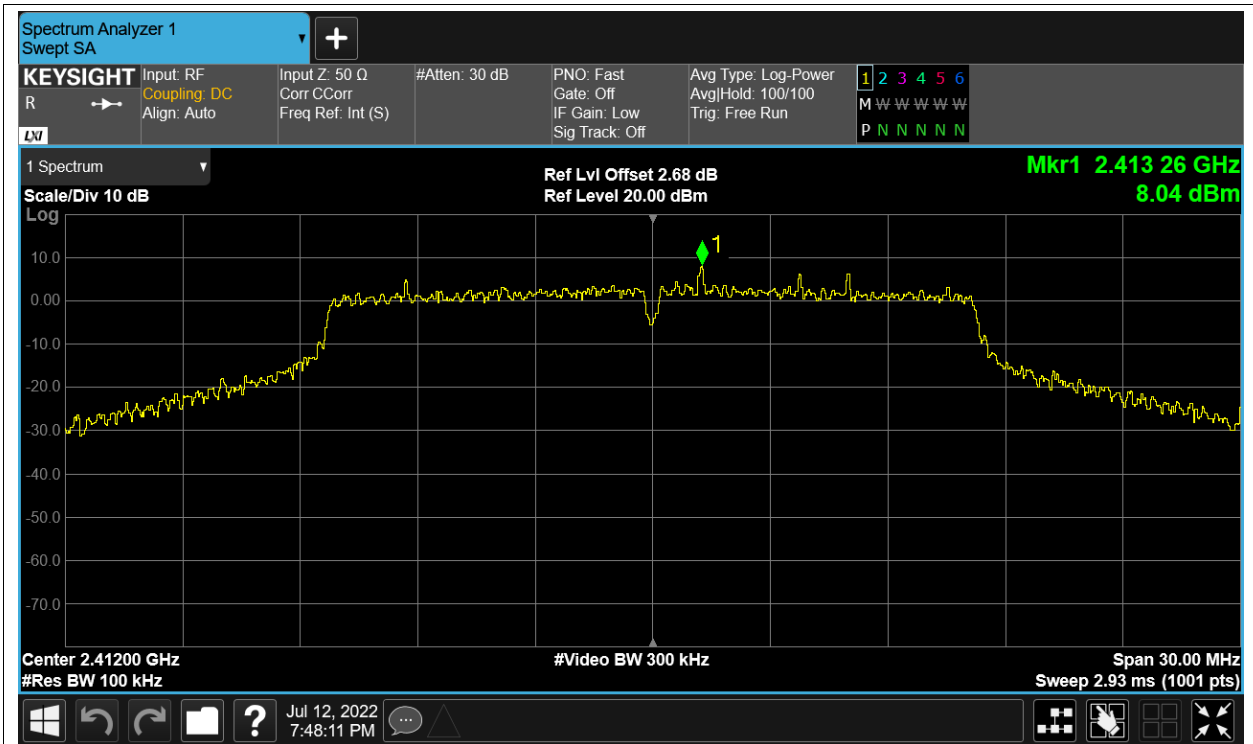 Spectrum Analyzer 1
Swept SA
KEYSIGHT
R
LXI
Input: RF
Coupling: DC
Align: Auto
Input Z: 50 Ω
Corr CCorr
Freq Ref: Int (S)
#Atten: 30 dB
PNO: Fast
Gate: Off
IF Gain: Low
Sig Track: Off
Avg Type: Log-Power
Avg|Hold: 100/100
Trig: Free Run
1 2 3 4 5 6
M W W W W W
P N N N N N
1 Spectrum
Scale/Div 10 dB
Ref Lvl Offset 2.68 dB
Ref Level 20.00 dBm
Mkr1 2.413 26 GHz
8.04 dBm
Log
1
10.0
0.00
-10.0
-20.0
-30.0
-40.0
-50.0
-60.0
-70.0
Center 2.41200 GHz
#Res BW 100 kHz
#Video BW 300 kHz
Span 30.00 MHz
Sweep 2.93 ms (1001 pts)
?
Jul 12, 2022
7:48:11 PM